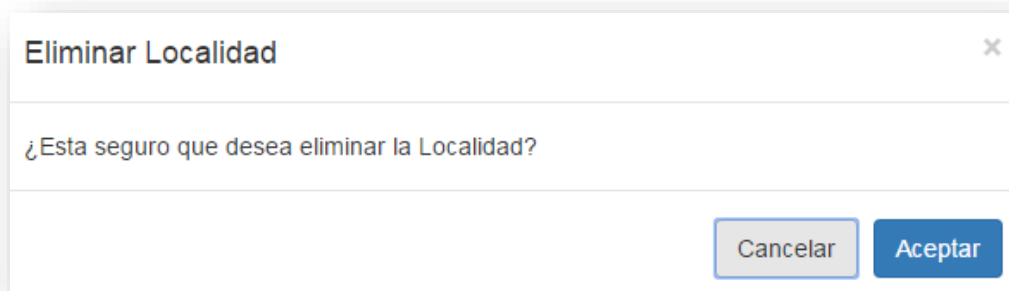 Eliminar Localidad
×
¿Esta seguro que desea eliminar la Localidad?
Cancelar
Aceptar